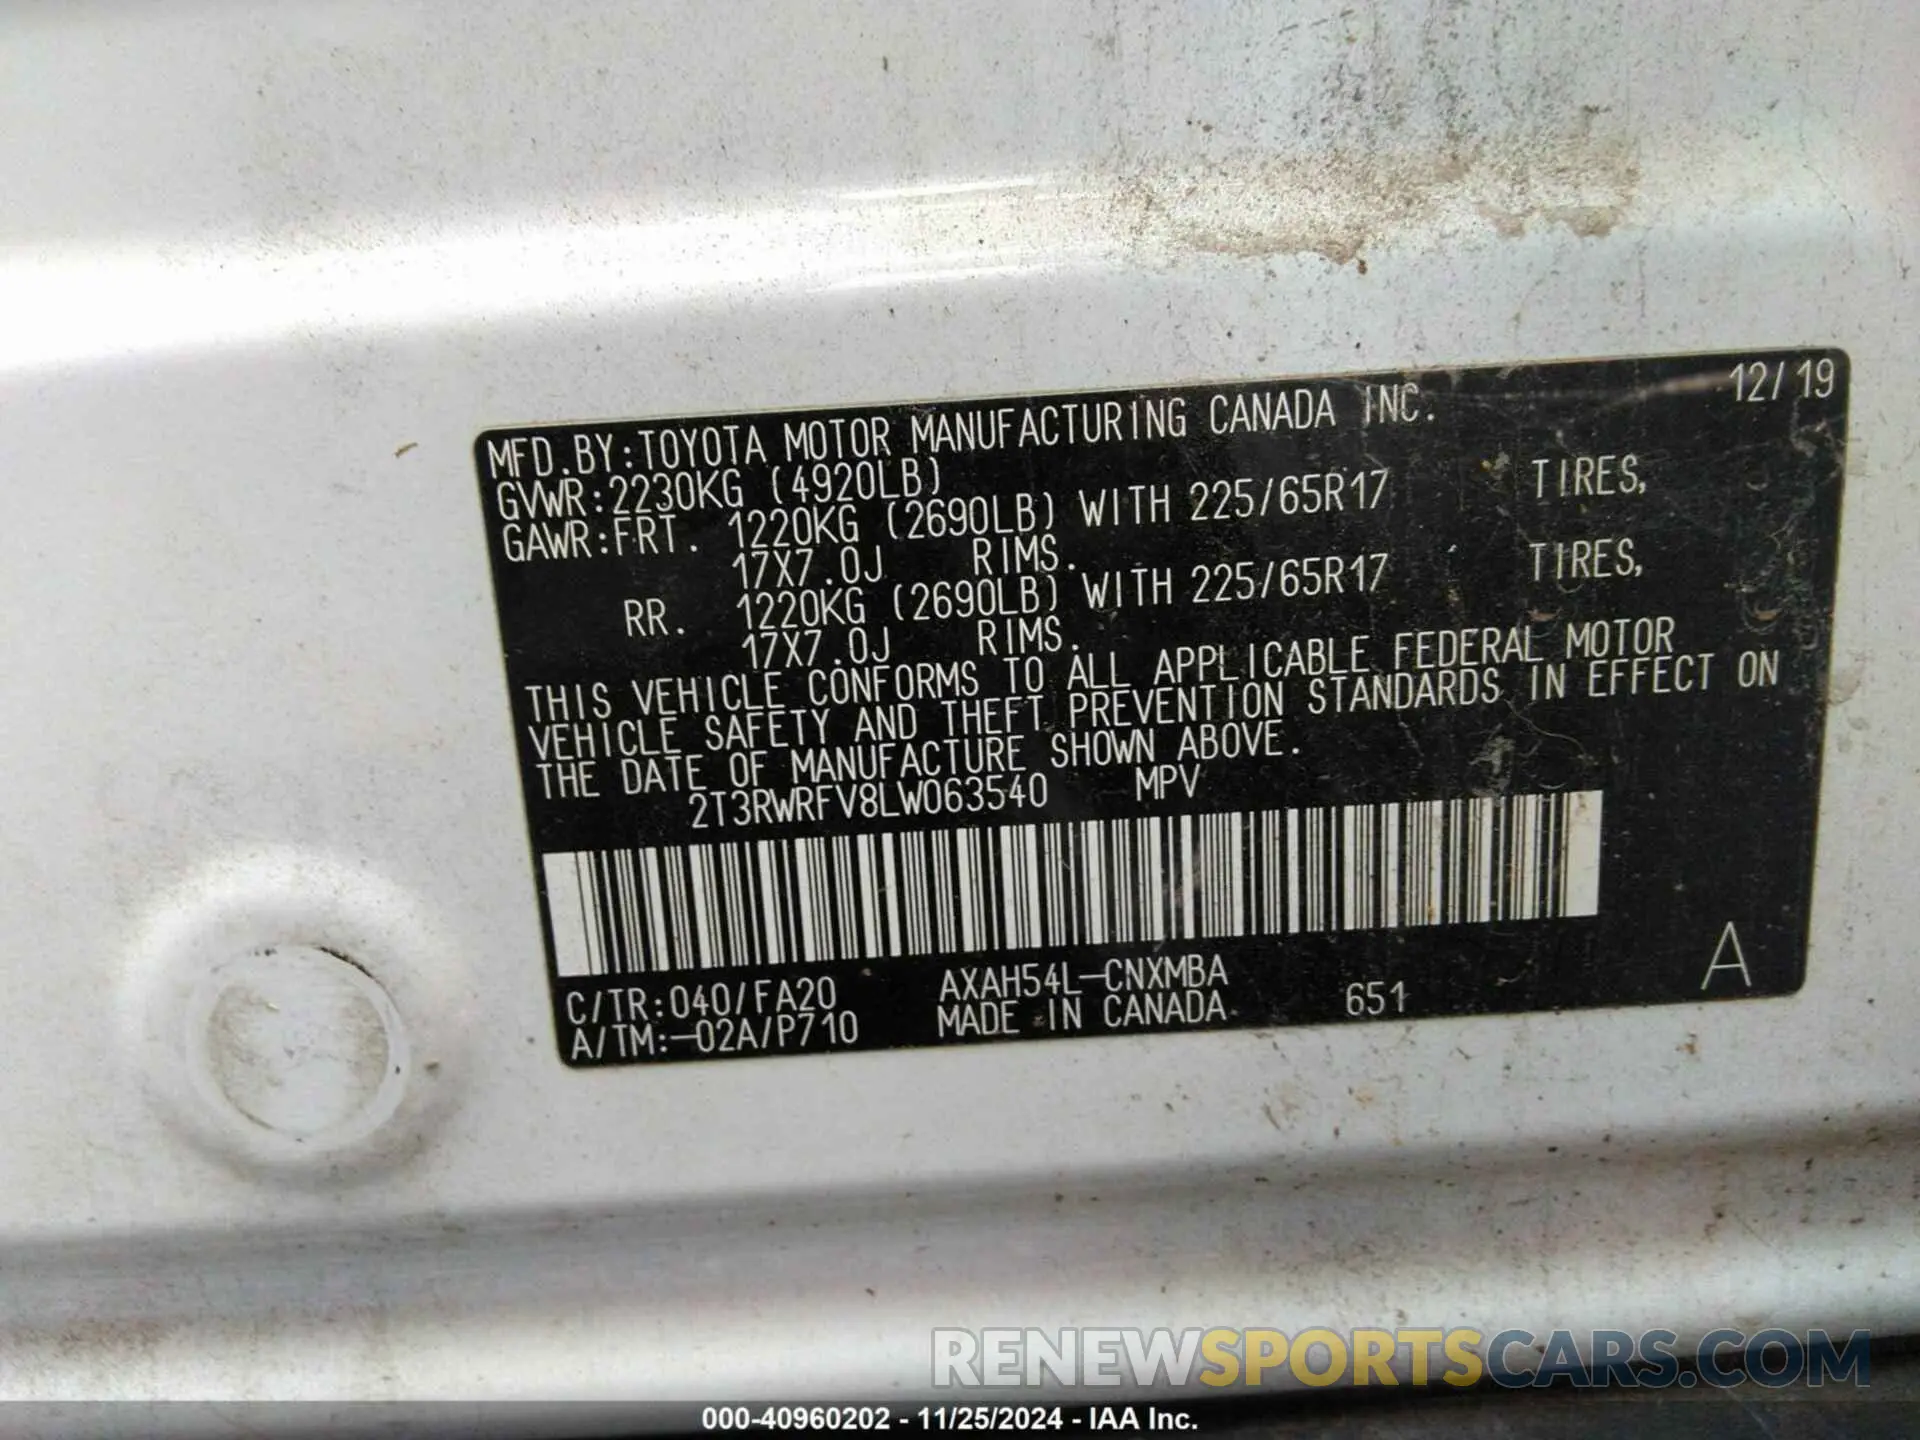 12/19
MFD.BY:TOYOTA MOTOR MANUFACTURING CANADA INC.
GVWR:2230KG (4920LB)
GAWR:FRT. 1220KG (2690LB) WITH 225/65R17 TIRES,
17X7.0J RIMS.
RR. 1220KG (2690LB) WITH 225/65R17 TIRES,
17X7.0J RIMS.
THIS VEHICLE CONFORMS TO ALL APPLICABLE FEDERAL MOTOR
VEHICLE SAFETY AND THEFT PREVENTION STANDARDS IN EFFECT ON
THE DATE OF MANUFACTURE SHOWN ABOVE.
2T3RWRFV8LW063540 MPV
C/TR:040/FA20 AXAH54L-CNXMBA
A/TM:-02A/P710 MADE IN CANADA 651 A
RENEWSPORTSCARS.COM
000-40960202 - 11/25/2024 - IAA Inc.